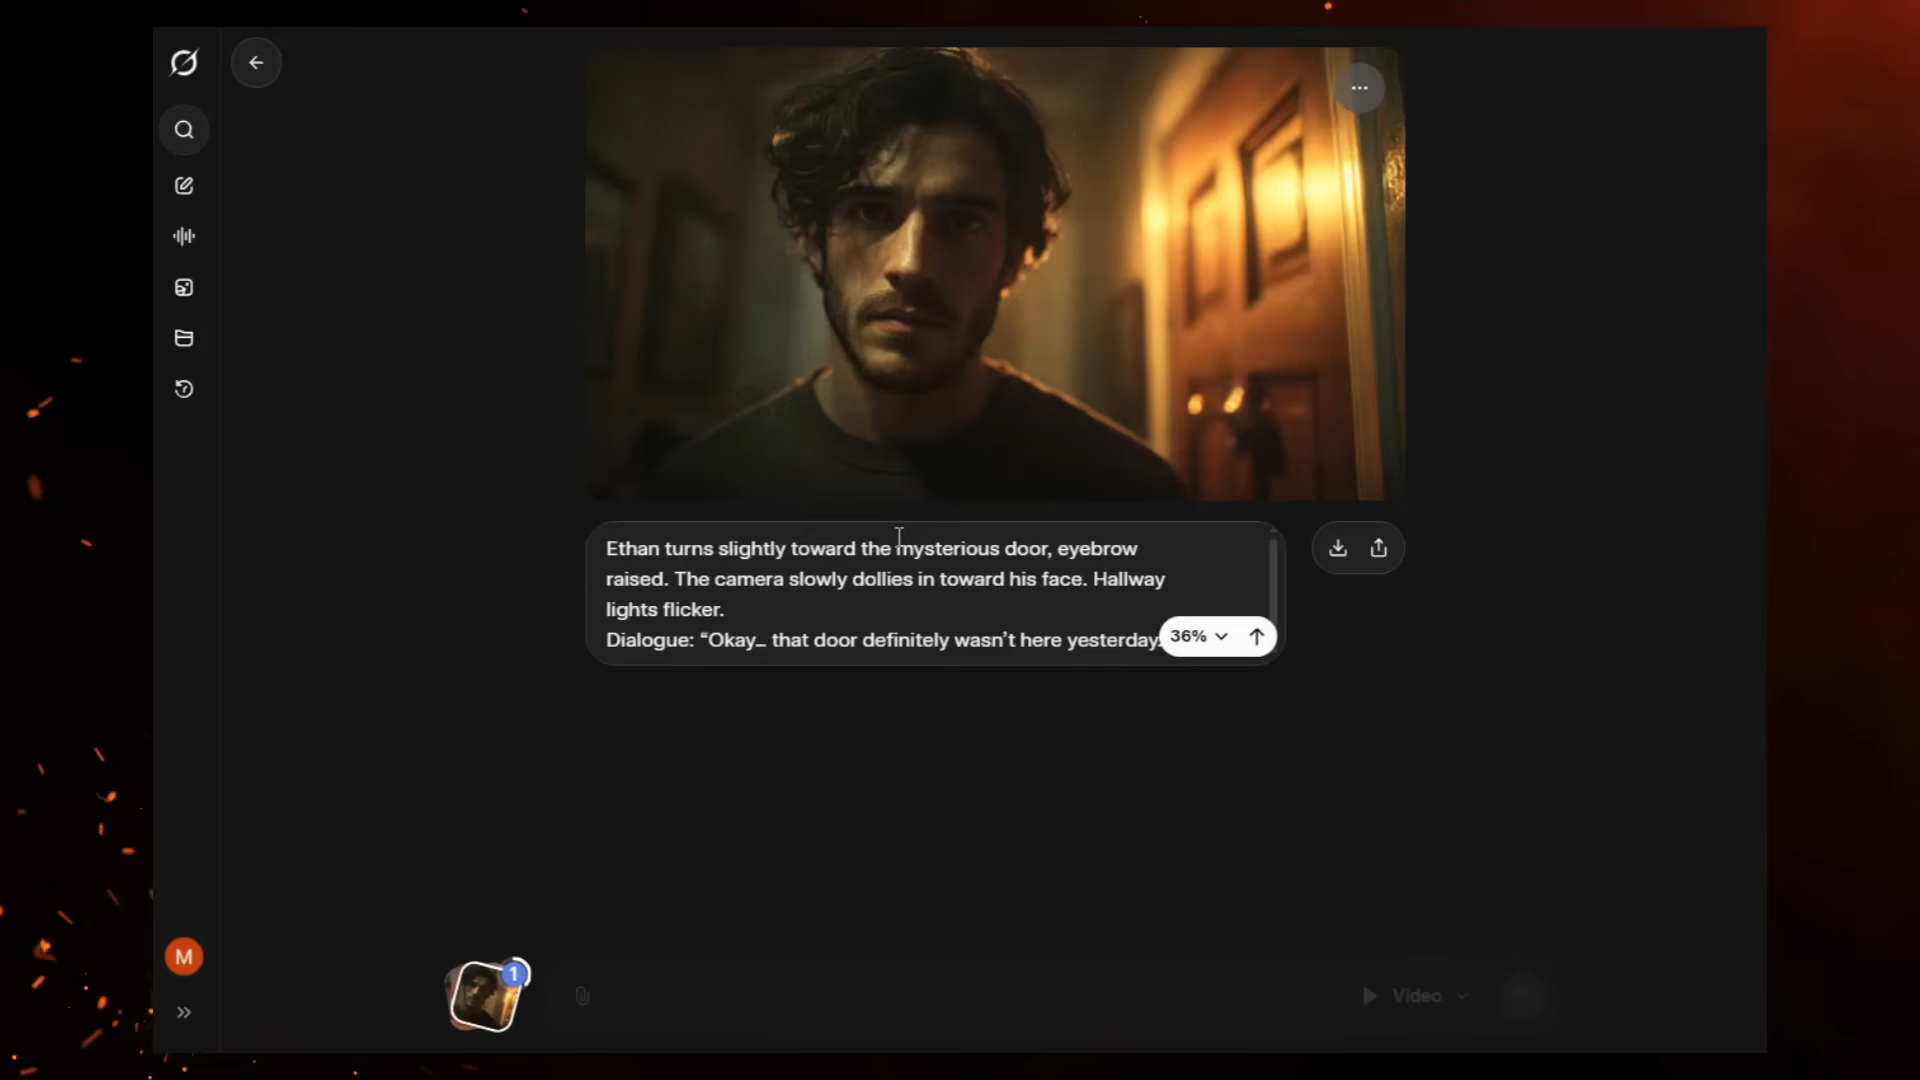 Ethan turns slightly toward the mysterious door, eyebrow
raised. The camera slowly dollies in toward his face. Hallway
lights flicker.
Dialogue: “Okay… that door definitely wasn’t here yesterday.
36%
M
1
Video